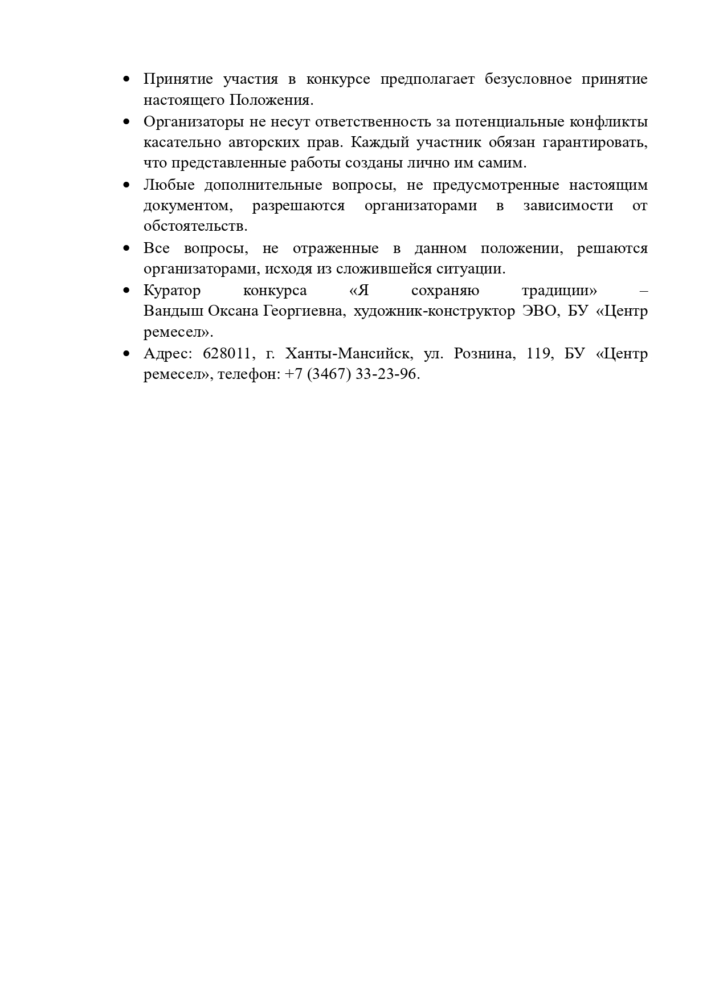 • Принятие участия в конкурсе предполагает безусловное принятие
настоящего Положения.
• Организаторы не несут ответственность за потенциальные конфликты
касательно авторских прав. Каждый участник обязан гарантировать,
что представленные работы созданы лично им самим.
• Любые дополнительные вопросы, не предусмотренные настоящим
документом, разрешаются организаторами в зависимости от
обстоятельств.
• Все вопросы, не отраженные в данном положении, решаются
организаторами, исходя из сложившейся ситуации.
• Куратор конкурса «Я сохраняю традиции» –
Вандыш Оксана Георгиевна, художник-конструктор ЭВО, БУ «Центр
ремесел».
• Адрес: 628011, г. Ханты-Мансийск, ул. Рознина, 119, БУ «Центр
ремесел», телефон: +7 (3467) 33-23-96.